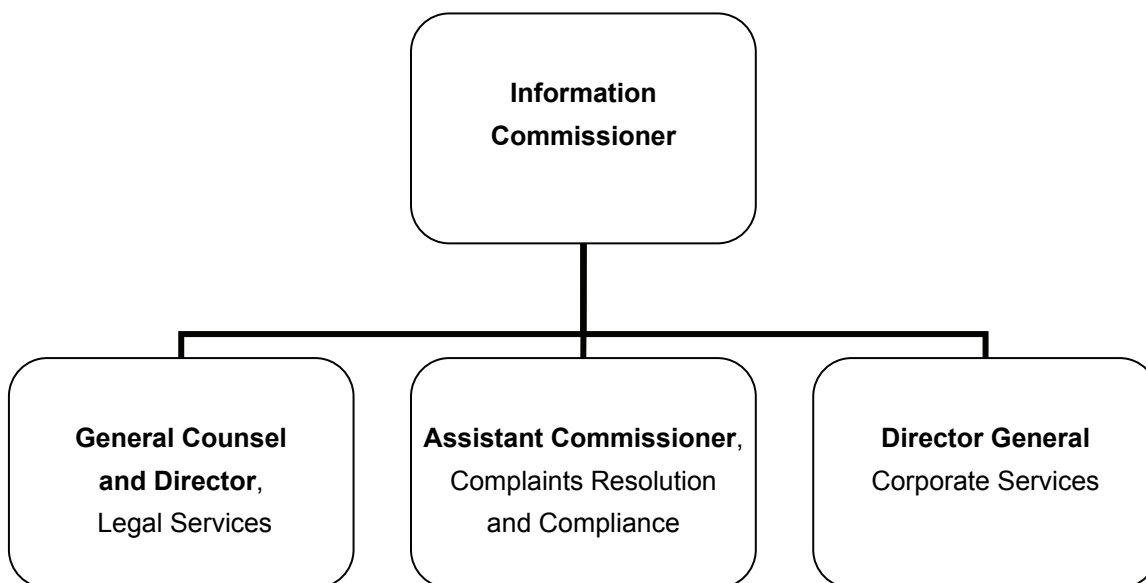 Information
Commissioner
General Counsel
and Director,
Legal Services
Assistant Commissioner,
Complaints Resolution
and Compliance
Director General
Corporate Services